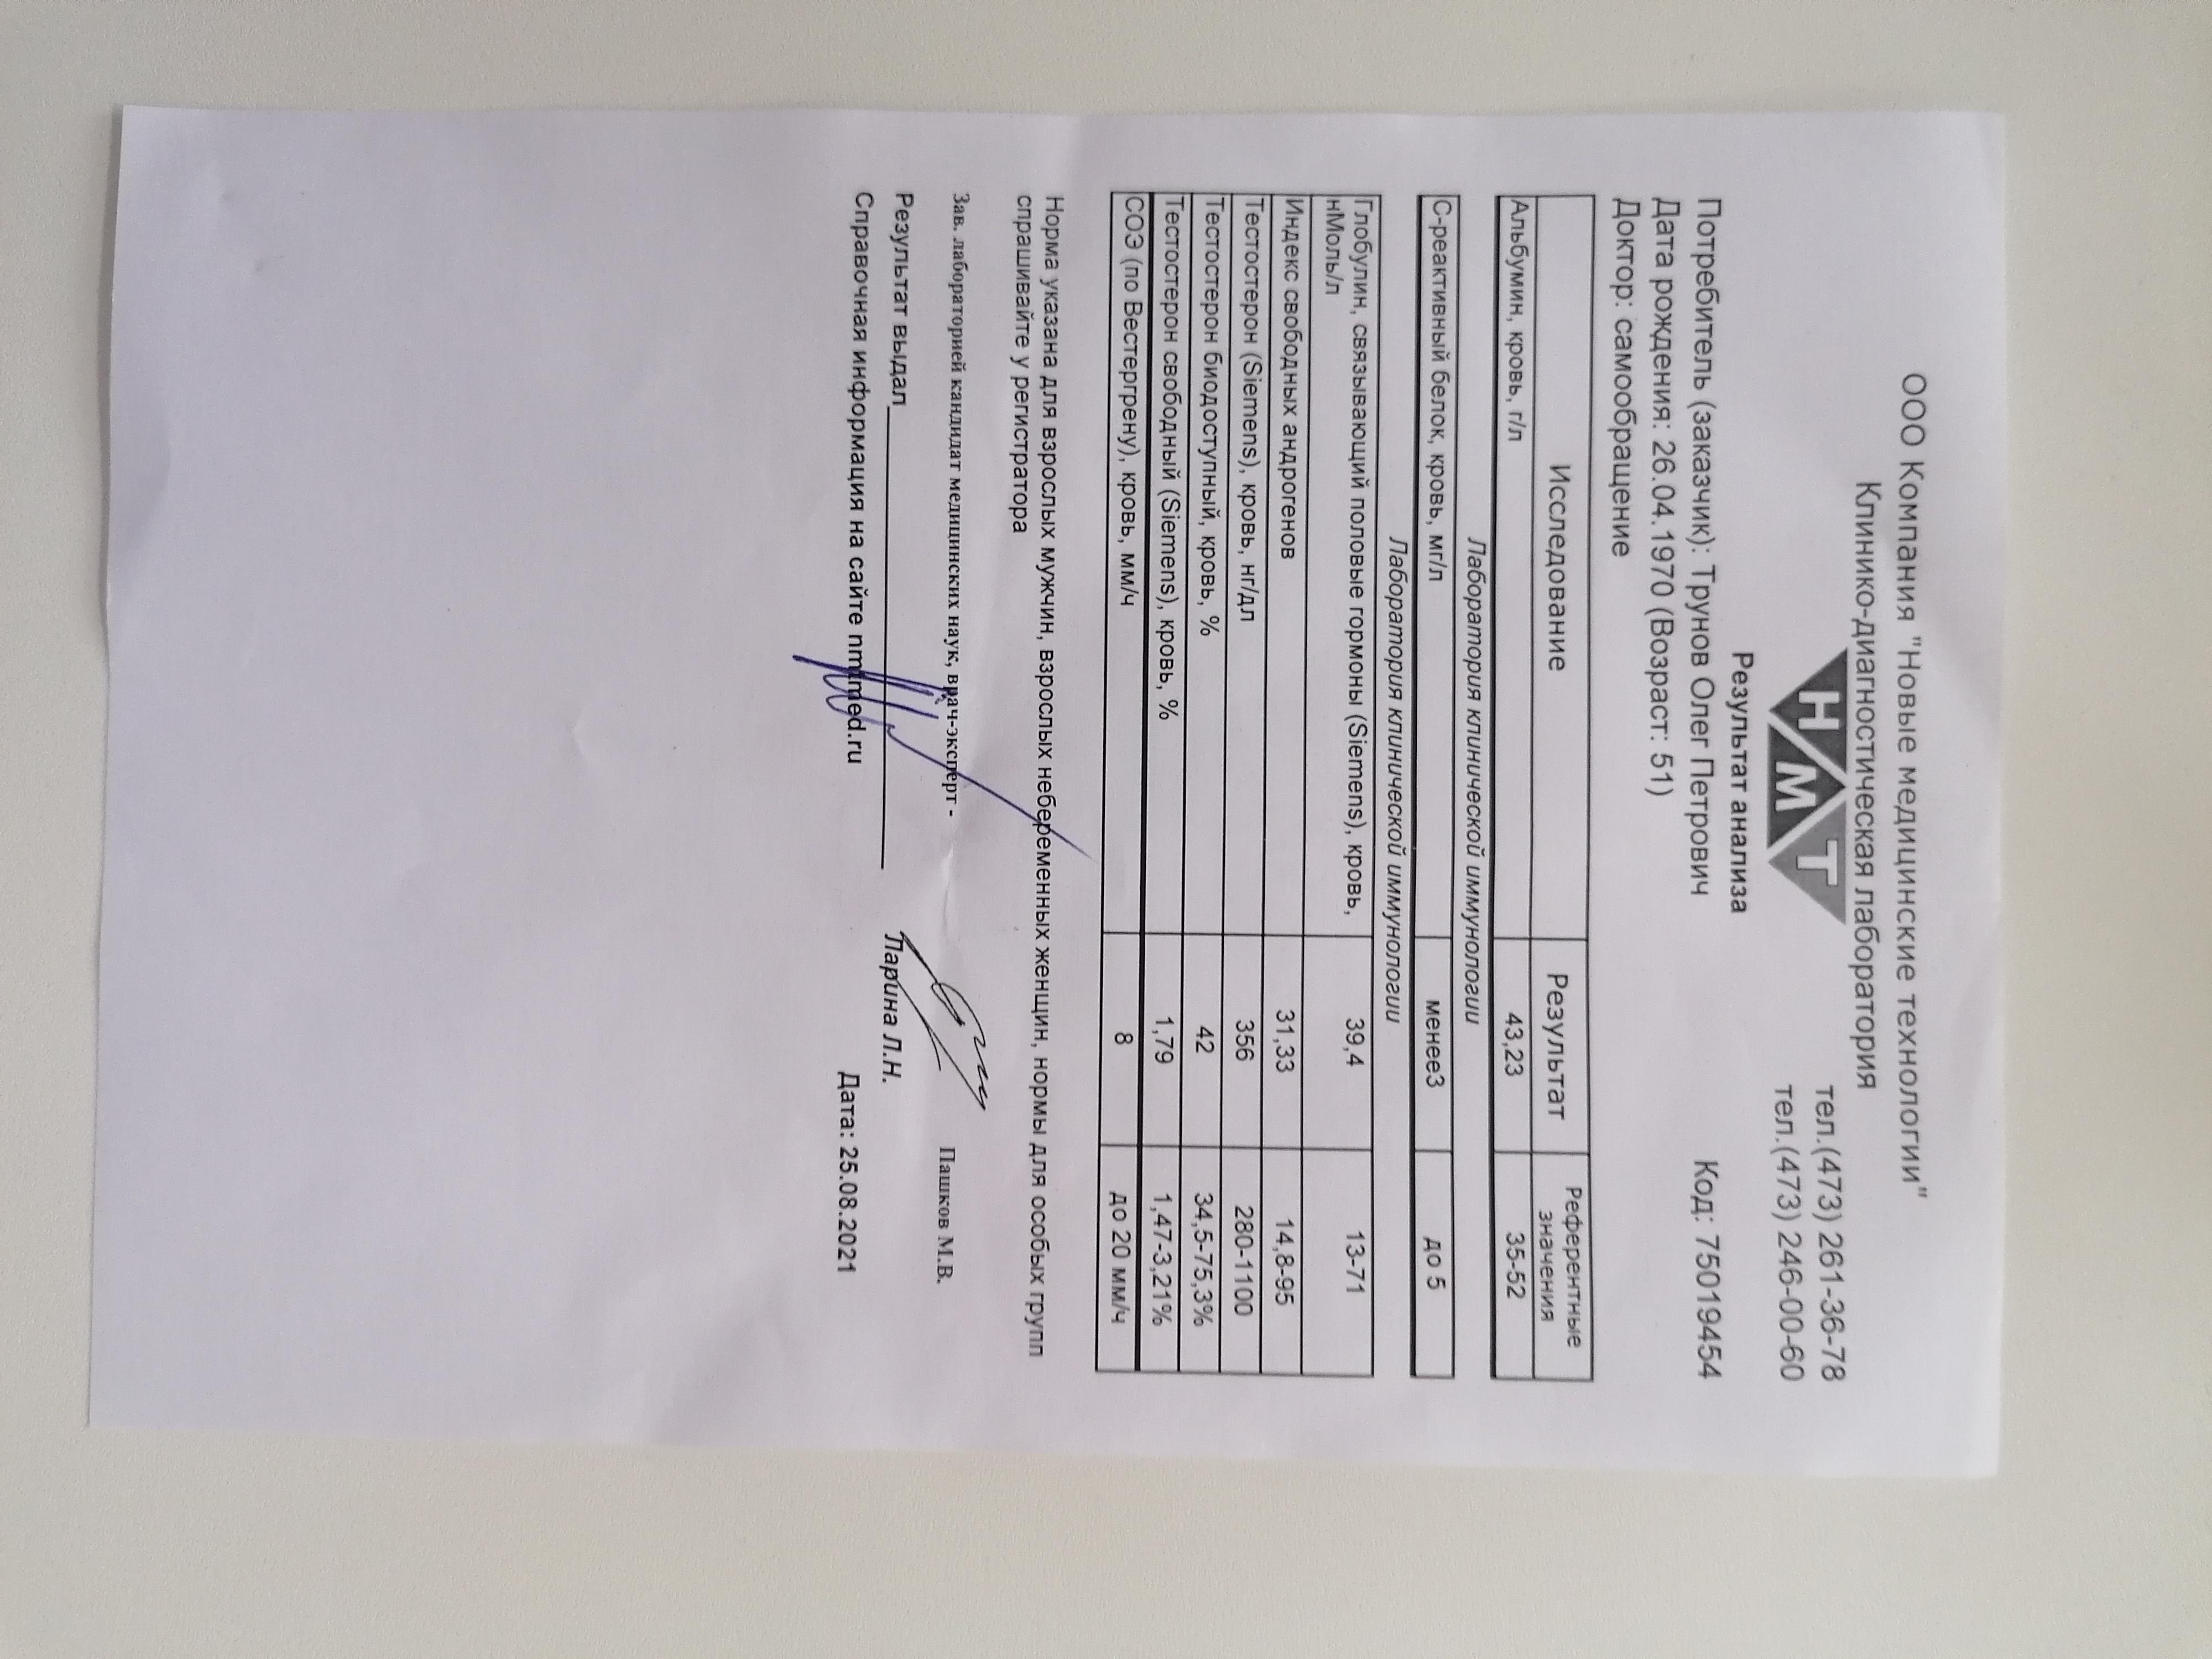 ООО Компания "Новые медицинские технологии"
Клинико-диагностическая лаборатория
НМТ
тел.(473) 261-36-78
тел.(473) 246-00-60
Результат анализа
Потребитель (заказчик): Трунов Олег Петрович Код: 75019454
Дата рождения: 26.04.1970 (Возраст: 51)
Доктор: самообращение
Исследование Результат Референтные значения
Альбумин, кровь, г/л 43,23 35-52
Лаборатория клинической иммунологии
С-реактивный белок, кровь, мг/л менее3 до 5
Лаборатория клинической иммунологии
Глобулин, связывающий половые гормоны (Siemens), кровь, 39,4 13-71
нМоль/л
Индекс свободных андрогенов 31,33 14,8-95
Тестостерон (Siemens), кровь, нг/дл 356 280-1100
Тестостерон биодоступный, кровь, % 42 34,5-75,3%
Тестостерон свободный (Siemens), кровь, % 1,79 1,47-3,21%
СОЭ (по Вестергрену), кровь, мм/ч 8 до 20 мм/ч
Норма указана для взрослых мужчин, взрослых небеременных женщин, нормы для особых групп
спрашивайте у регистратора
Зав. лабораторией кандидат медицинских наук, врач-эксперт - Пашков М.В.
Результат выдал Парина Л.Н.
Справочная информация на сайте nmtmed.ru Дата: 25.08.2021